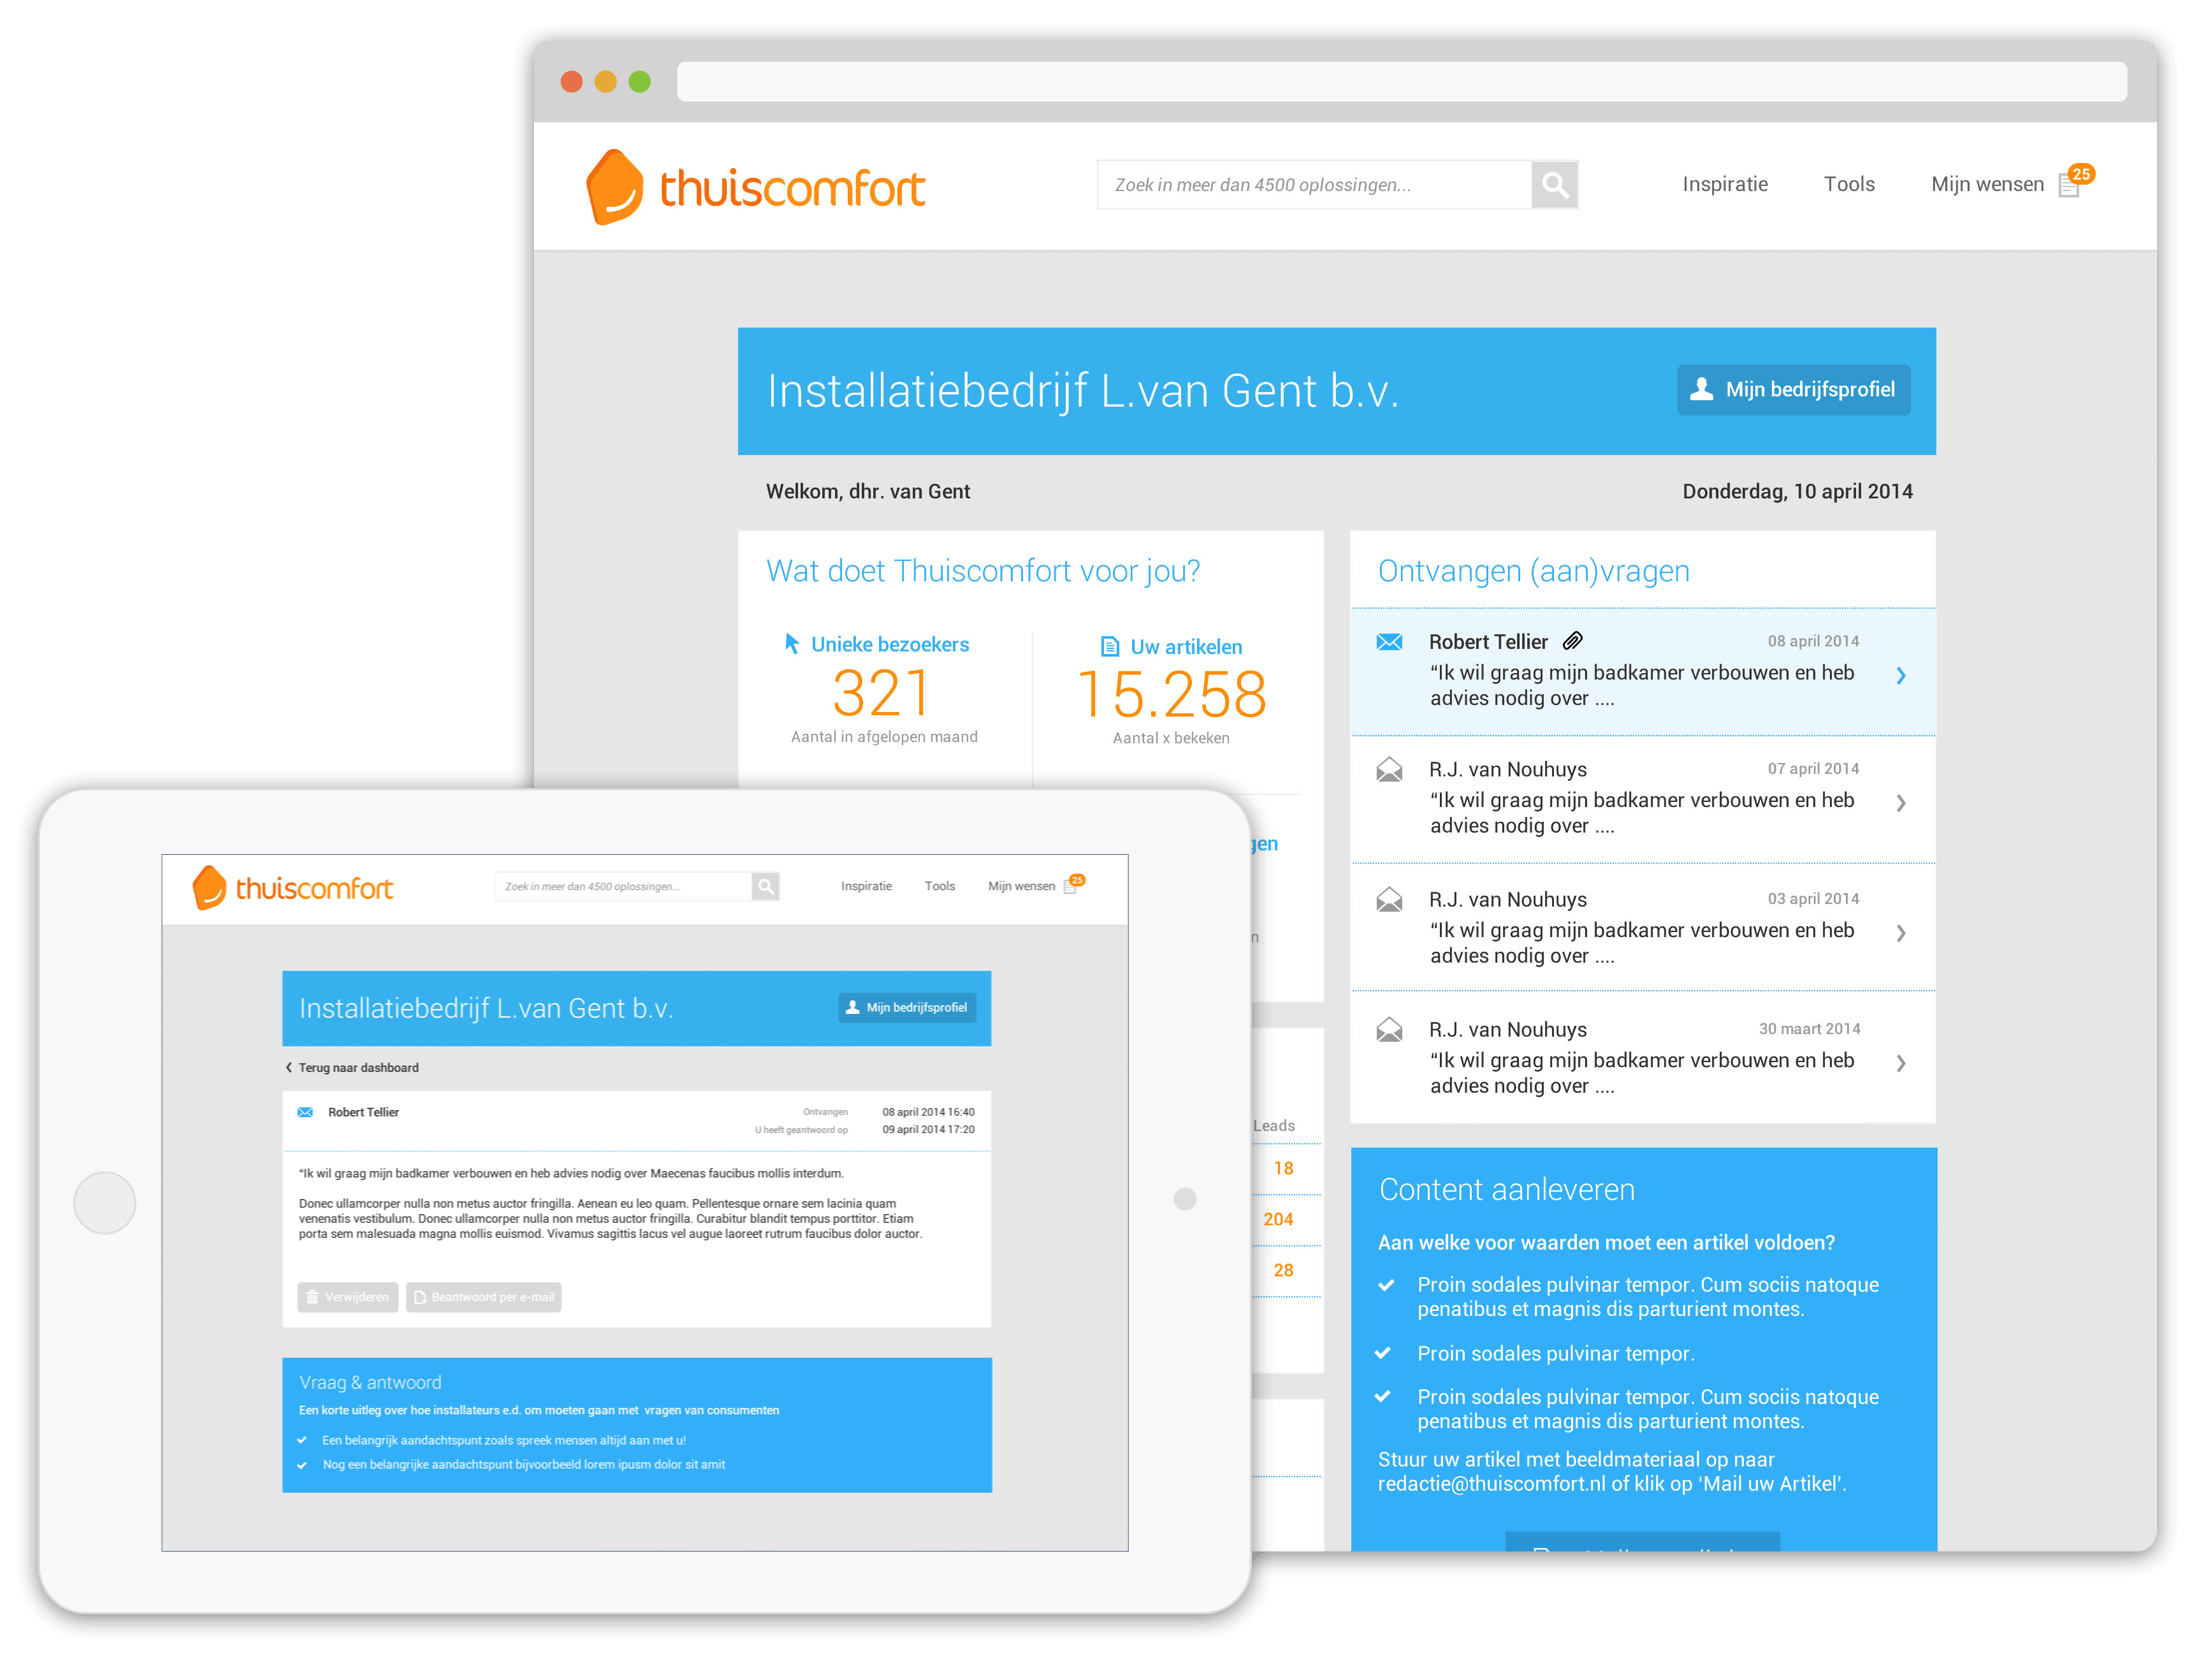 thuiscomfort
Zoek in meer dan 4500 oplossingen...
Inspiratie
Tools
Mijn wensen
25
Installatiebedrijf L.van Gent b.v.
Mijn bedrijfsprofiel
Welkom, dhr. van Gent
Donderdag, 10 april 2014
Wat doet Thuiscomfort voor jou?
Unieke bezoekers
321
Aantal in afgelopen maand
Uw artikelen
15.258
Aantal x bekeken
Leads
18
204
28
Ontvangen (aan)vragen
Robert Tellier
08 april 2014
“Ik wil graag mijn badkamer verbouwen en heb
advies nodig over ....
R.J. van Nouhuys
07 april 2014
“Ik wil graag mijn badkamer verbouwen en heb
advies nodig over ....
R.J. van Nouhuys
03 april 2014
“Ik wil graag mijn badkamer verbouwen en heb
advies nodig over ....
R.J. van Nouhuys
30 maart 2014
“Ik wil graag mijn badkamer verbouwen en heb
advies nodig over ....
Content aanleveren
Aan welke voor waarden moet een artikel voldoen?
Proin sodales pulvinar tempor. Cum sociis natoque
penatibus et magnis dis parturient montes.
Proin sodales pulvinar tempor.
Proin sodales pulvinar tempor. Cum sociis natoque
penatibus et magnis dis parturient montes.
Stuur uw artikel met beeldmateriaal op naar
redactie@thuiscomfort.nl of klik op ‘Mail uw Artikel’.
thuiscomfort
Zoek in meer dan 4500 oplossingen...
Inspiratie
Tools
Mijn wensen
25
Installatiebedrijf L.van Gent b.v.
Mijn bedrijfsprofiel
Terug naar dashboard
Robert Tellier
Ontvangen
08 april 2014 16:40
U heeft geantwoord op
09 april 2014 17:20
“Ik wil graag mijn badkamer verbouwen en heb advies nodig over Maecenas faucibus mollis interdum.
Donec ullamcorper nulla non metus auctor fringilla. Aenean eu leo quam. Pellentesque ornare sem lacinia quam
venenatis vestibulum. Donec ullamcorper nulla non metus auctor fringilla. Curabitur blandit tempus porttitor. Etiam
porta sem malesuada magna mollis euismod. Vivamus sagittis lacus vel augue laoreet rutrum faucibus dolor auctor.
Verwijderen
Beantwoord per e-mail
Vraag & antwoord
Een korte uitleg over hoe installateurs e.d. om moeten gaan met vragen van consumenten
Een belangrijk aandachtspunt zoals spreek mensen altijd aan met u!
Nog een belangrijke aandachtspunt bijvoorbeeld lorem ipusm dolor sit amit